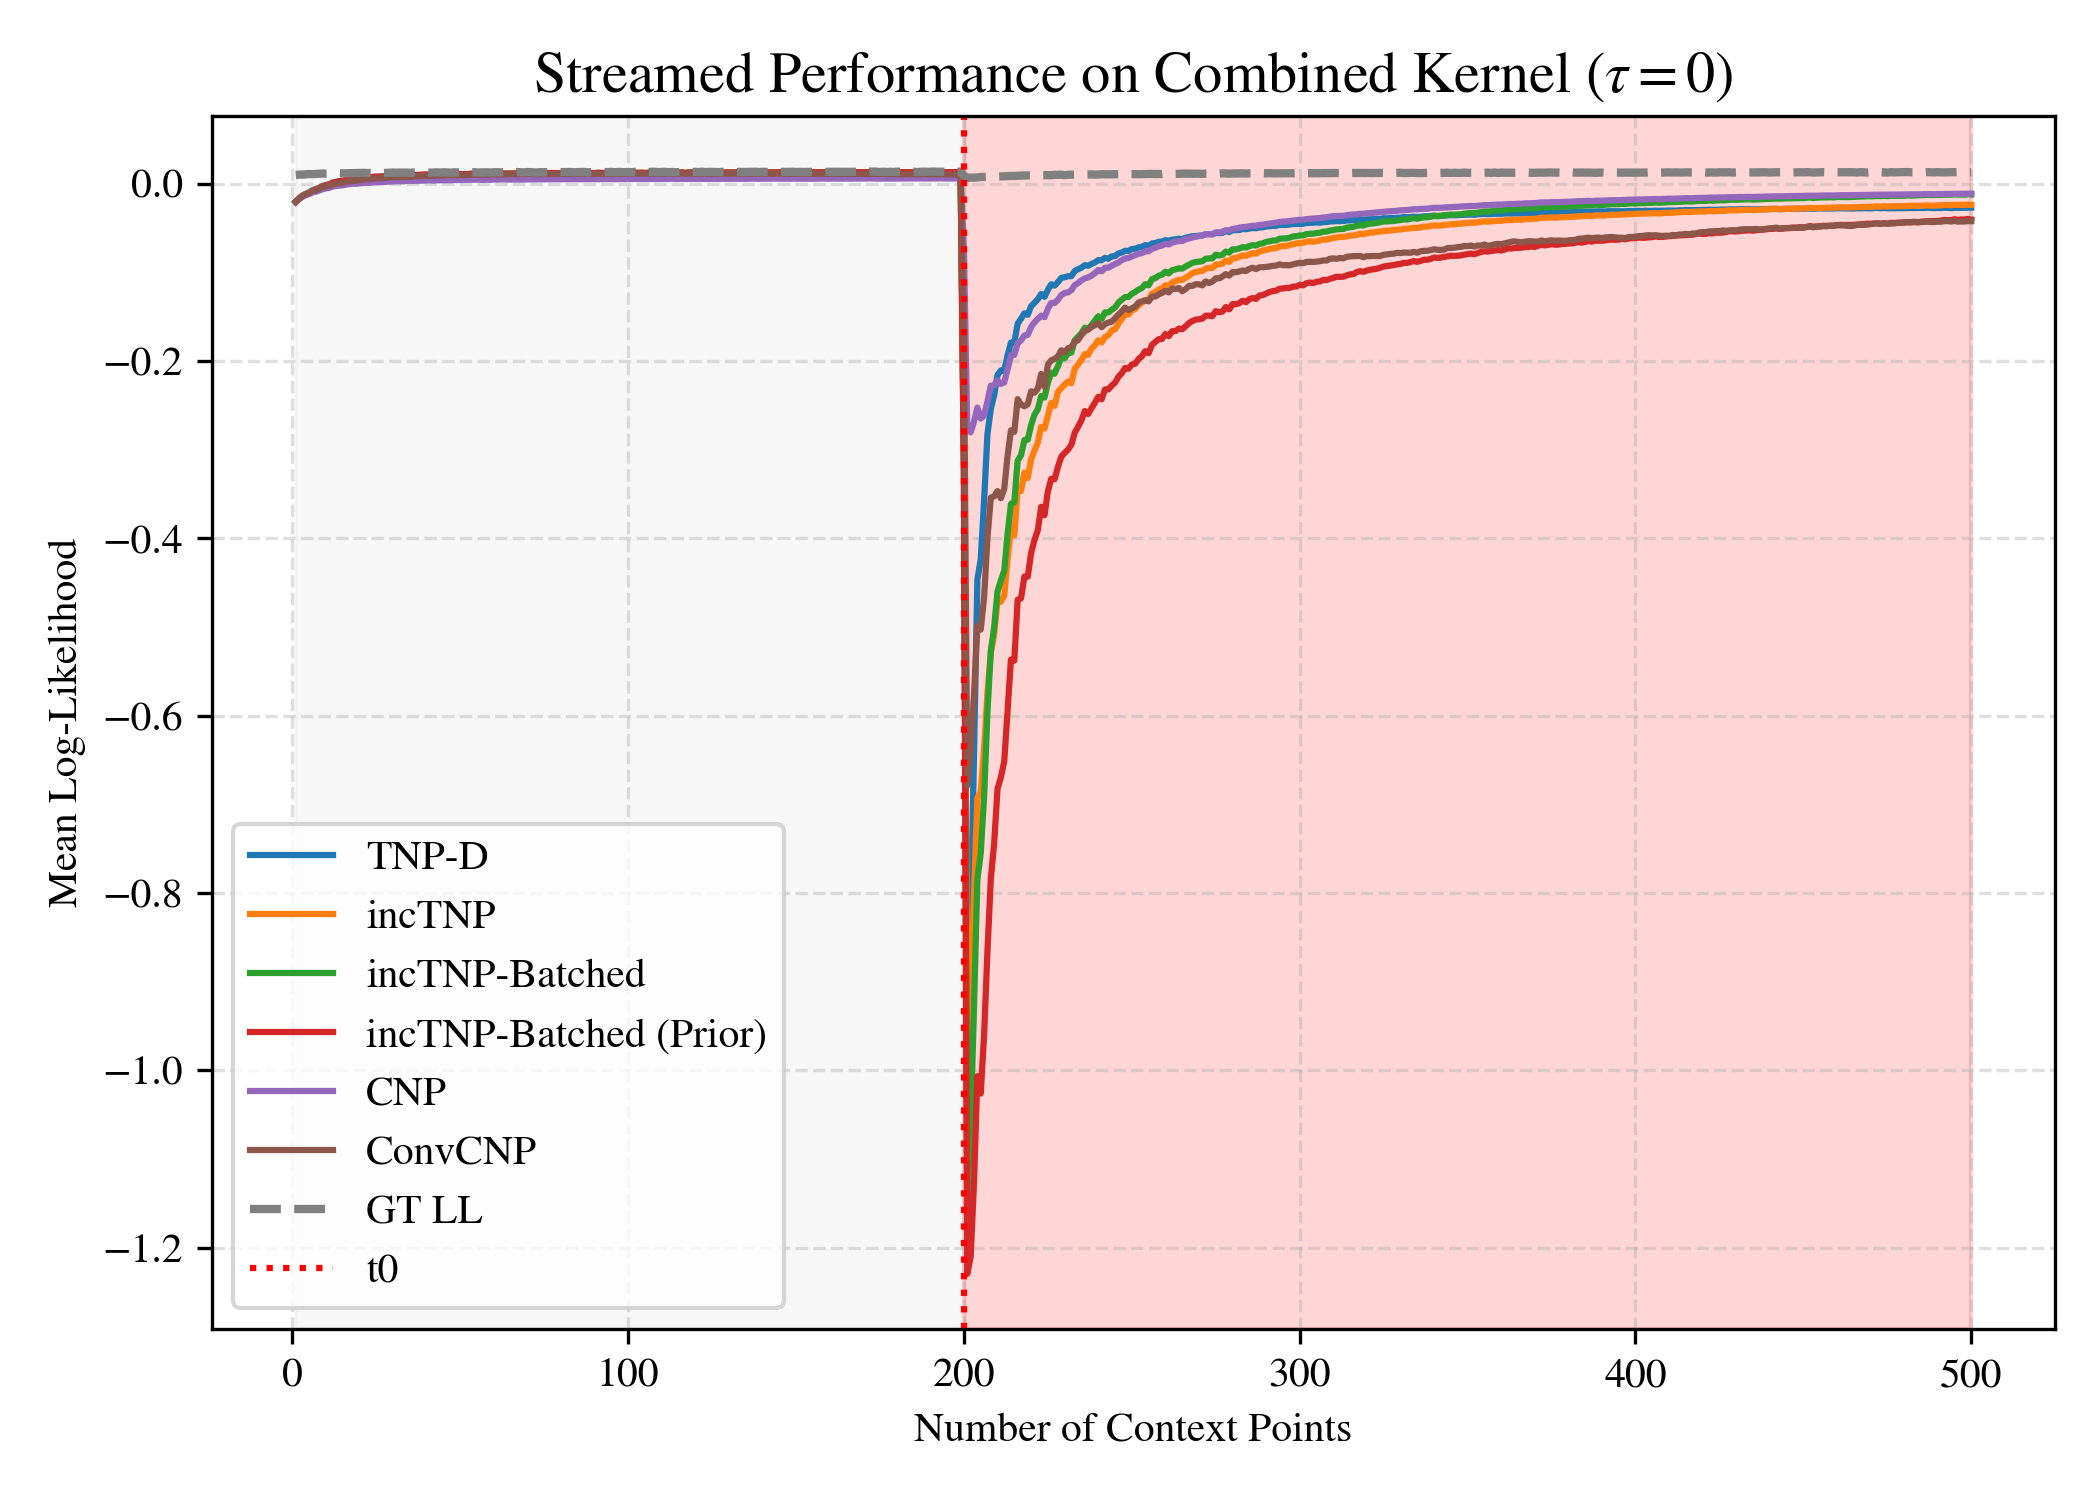 Streamed Performance on Combined Kernel (τ = 0)
Mean Log-Likelihood
0.0
−0.2
−0.4
−0.6
−0.8
−1.0
−1.2
TNP-D
incTNP
incTNP-Batched
incTNP-Batched (Prior)
CNP
ConvCNP
GT LL
t0
0 100 200 300 400 500
Number of Context Points